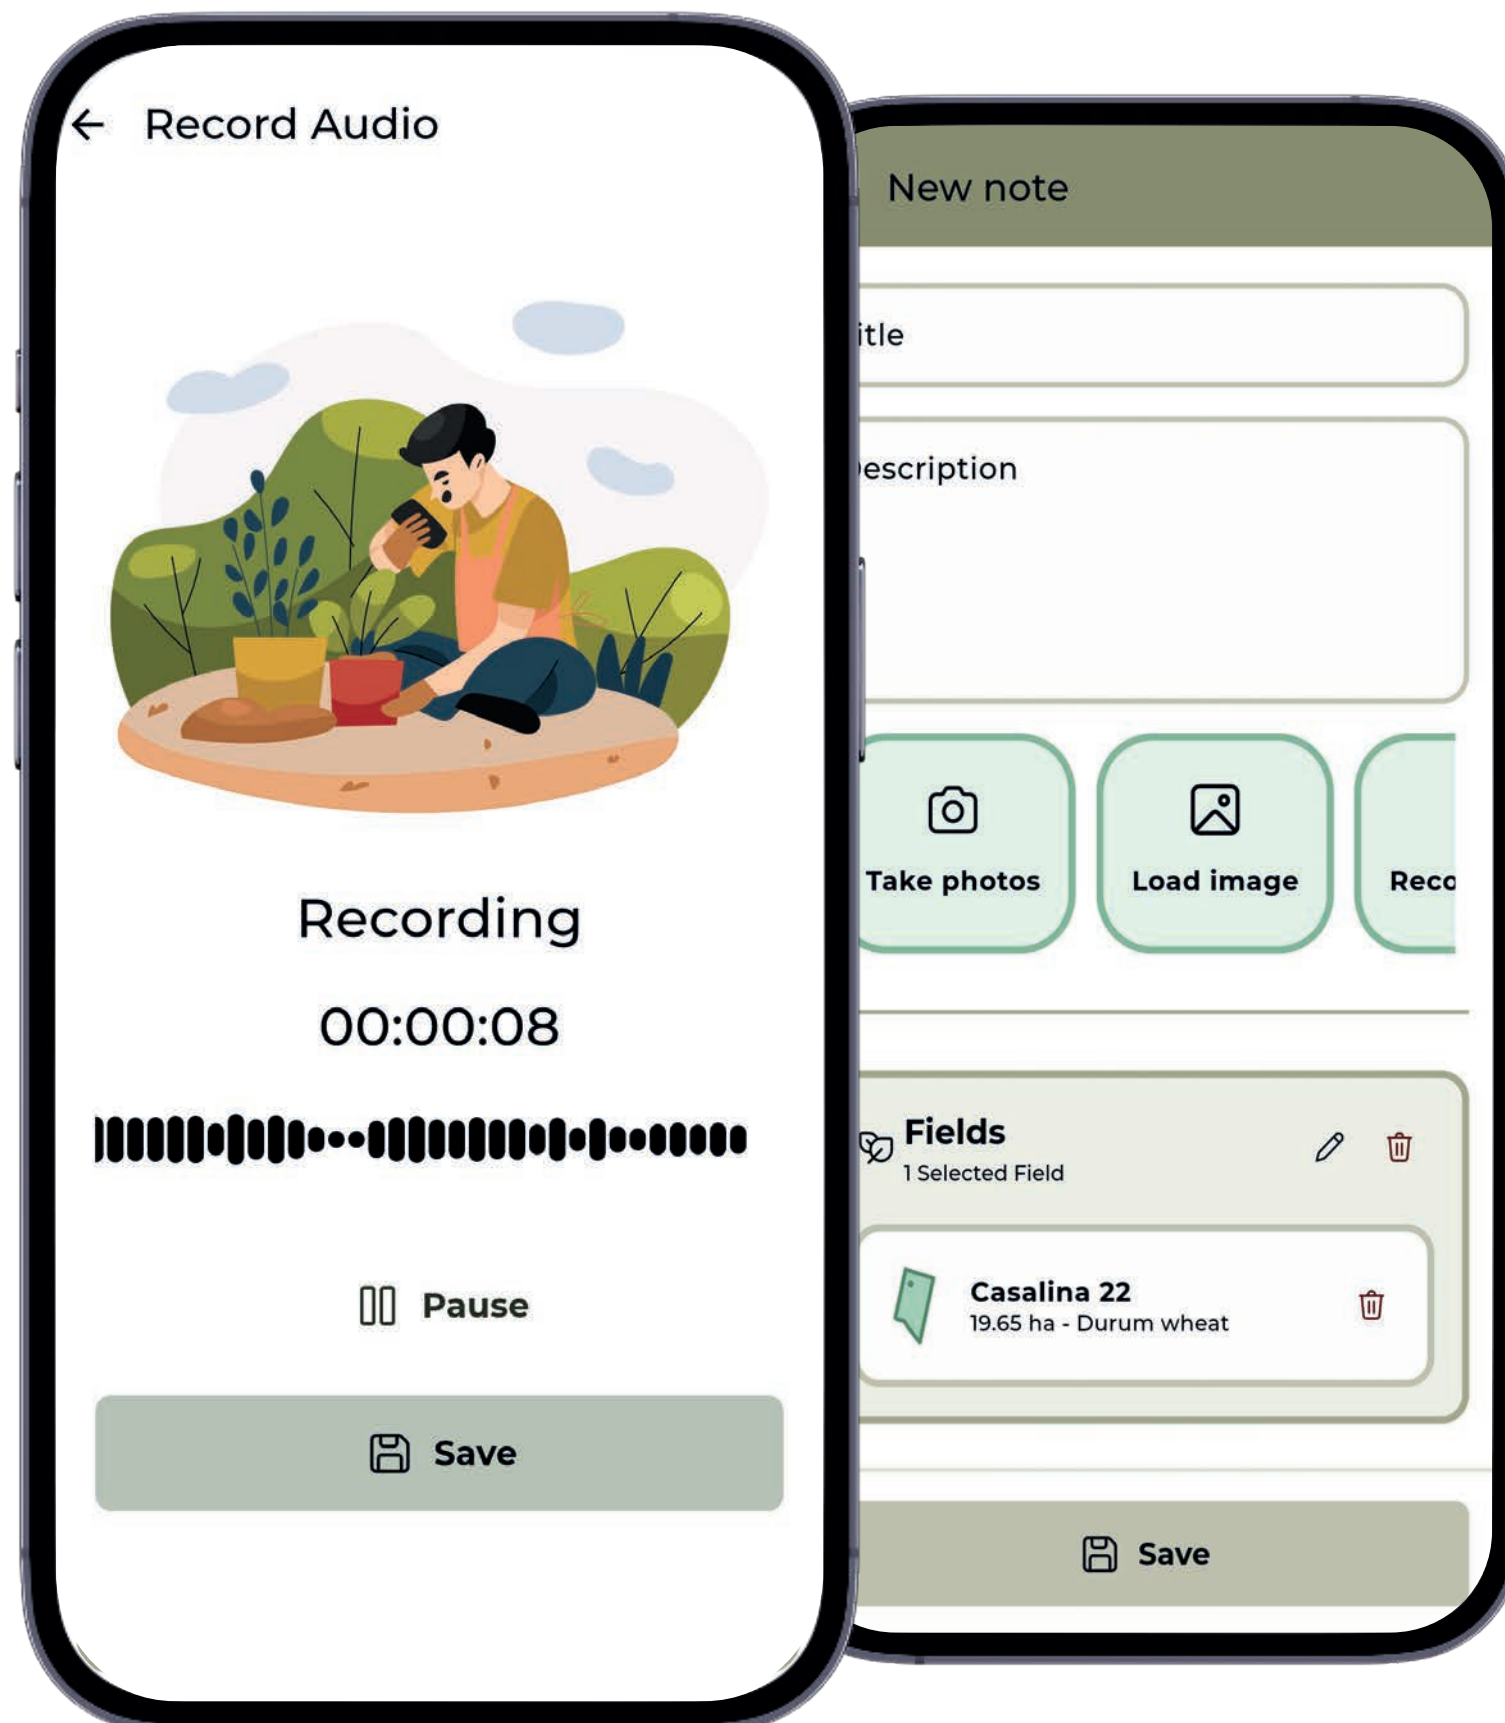 Record Audio
Recording
00:00:08
Pause
Save
New note
itle
escription
Take photos
Load image
Reco
Fields
1 Selected Field
Casalina 22
19.65 ha - Durum wheat
Save